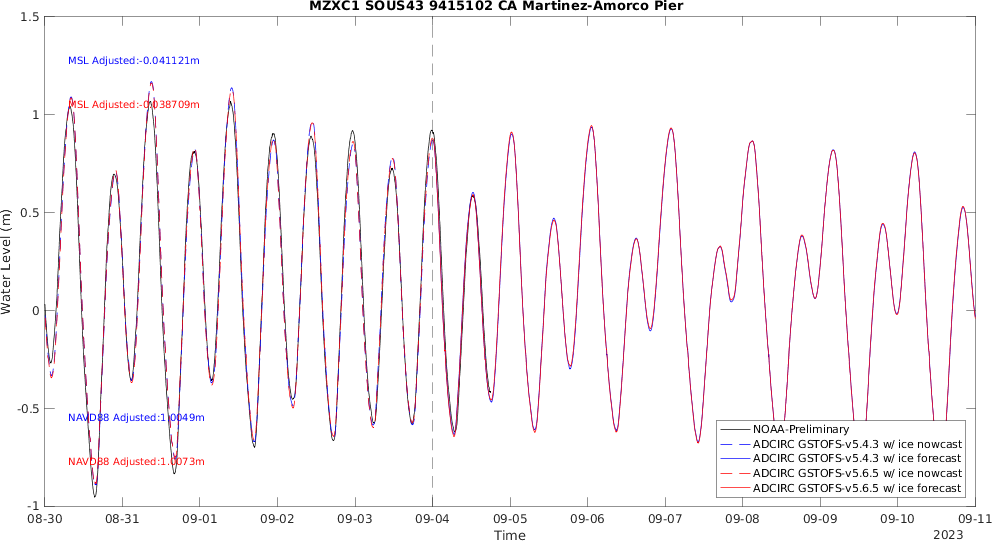 MZXC1 SOUS43 9415102 CA Martinez-Amorco Pier
1.5
1
0.5
0
-0.5
-1
Water Level (m)
MSL Adjusted:-0.041121m
MSL Adjusted:-0.038709m
NAVD88 Adjusted:1.0049m
NAVD88 Adjusted:1.0073m
NOAA-Preliminary
ADCIRC GSTOFS-v5.4.3 w/ ice nowcast
ADCIRC GSTOFS-v5.4.3 w/ ice forecast
ADCIRC GSTOFS-v5.6.5 w/ ice nowcast
ADCIRC GSTOFS-v5.6.5 w/ ice forecast
08-30 08-31 09-01 09-02 09-03 09-04 09-05 09-06 09-07 09-08 09-09 09-10 09-11
Time
2023